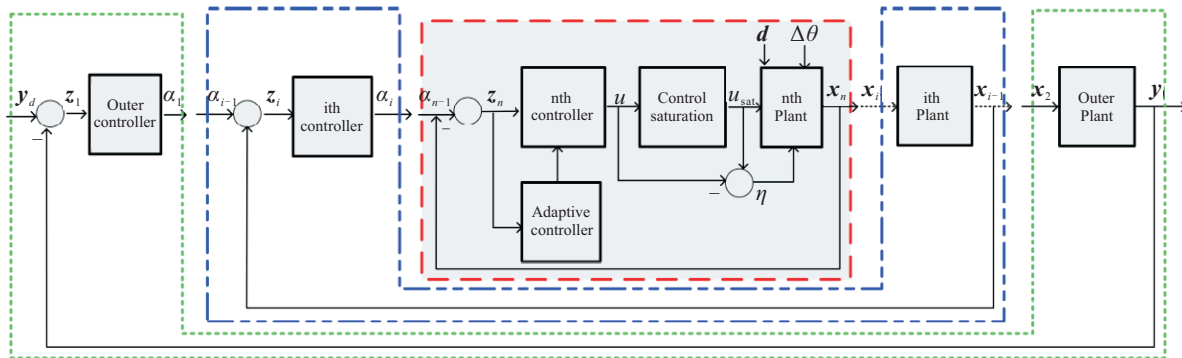 y_d
−
z_1
Outer
controller
α_1
α_{i−1}
−
z_i
ith
controller
α_i
α_{n−1}
−
z_n
nth
controller
Adaptive
controller
u
Control
saturation
u_sat
−
η
d
Δθ
nth
Plant
x_n
x_i
ith
Plant
x_{i−1}
x_2
Outer
Plant
y